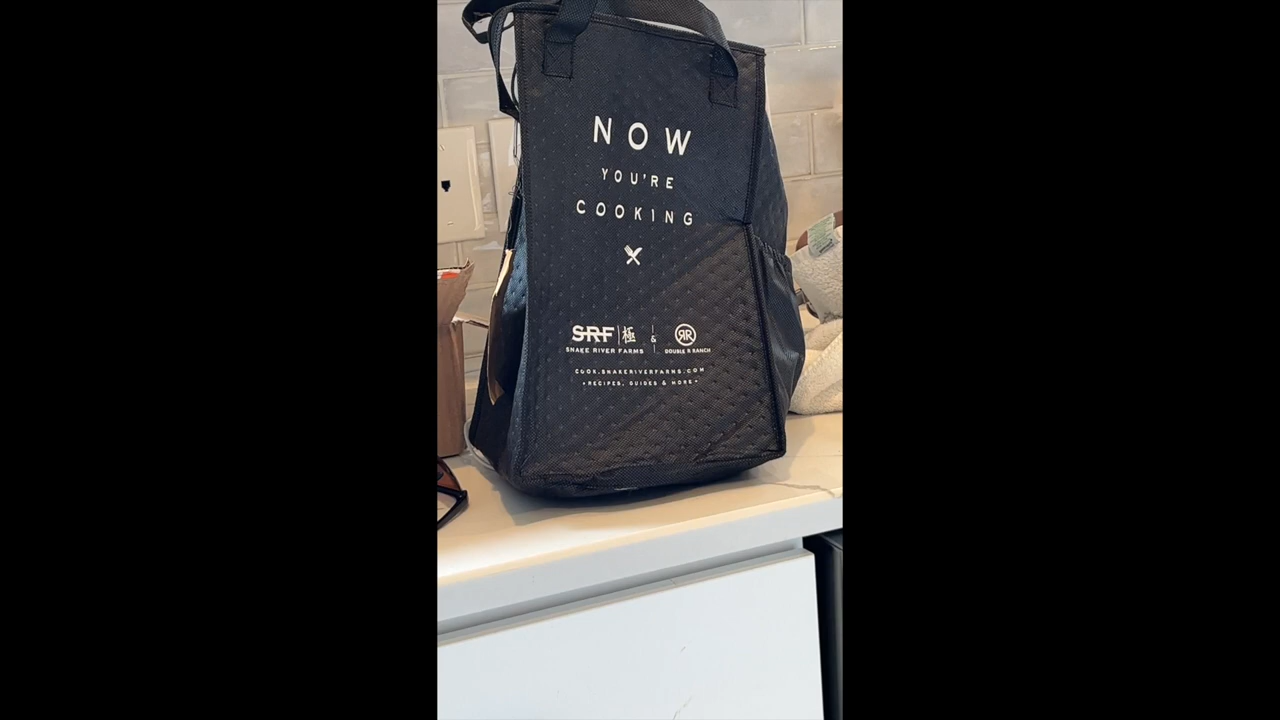 NOW
YOU'RE
COOKING
SRF 極 & RR
SNAKE RIVER FARMS DOUBLE R RANCH
COOK.SNAKERIVERFARMS.COM
• RECIPES, GUIDES & MORE •